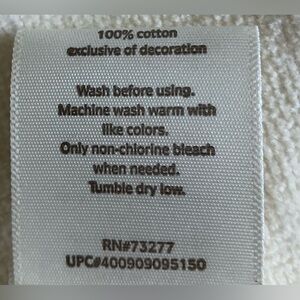 100% cotton
exclusive of decoration
Wash before using.
Machine wash warm with
like colors.
Only non-chlorine bleach
when needed.
Tumble dry low.
RN#73277
UPC#400909095150